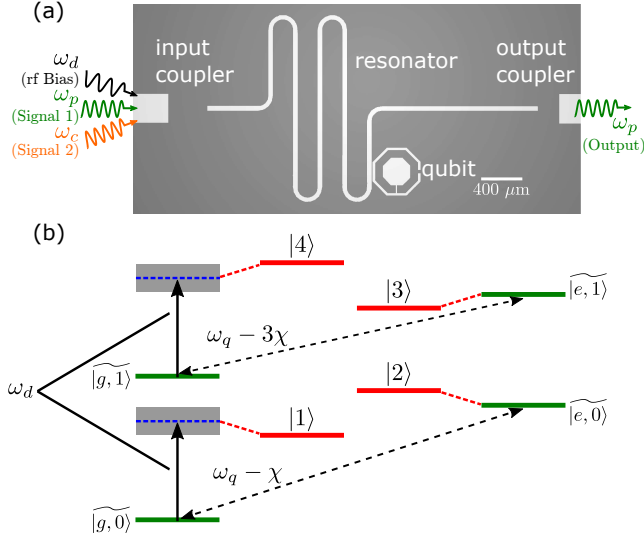 (a)
ω_d
(rf Bias)
ω_p
(Signal 1)
ω_c
(Signal 2)
input
coupler
resonator
output
coupler
qubit
400 μm
ω_p
(Output)
(b)
|4⟩
|3⟩
|e, 1⟩
ω_q − 3χ
|g, 1⟩
ω_d
|2⟩
|1⟩
|e, 0⟩
ω_q − χ
|g, 0⟩